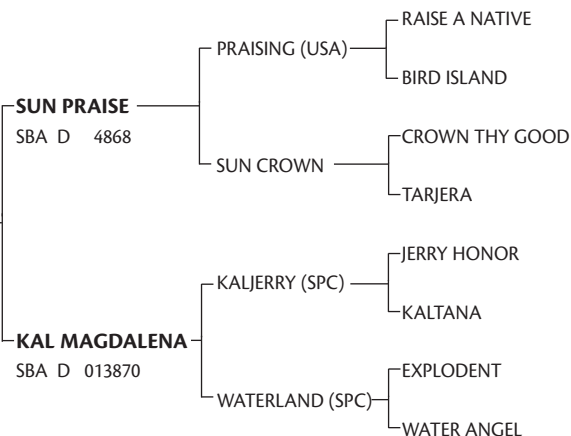 RAISE A NATIVE
PRAISING (USA)
BIRD ISLAND
SUN PRAISE
SBA D 4868
CROWN THY GOOD
SUN CROWN
TARJERA
JERRY HONOR
KALJERRY (SPC)
KALTANA
KAL MAGDALENA
SBA D 013870
EXPLODENT
WATERLAND (SPC)
WATER ANGEL